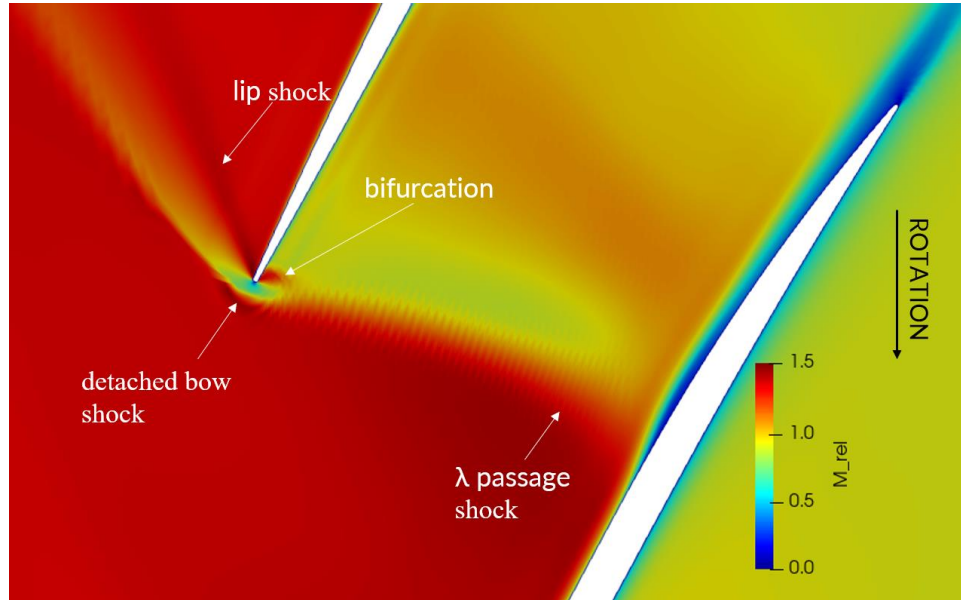 lip shock
bifurcation
ROTATION
detached bow
shock
λ passage
shock
1.5
1.0
0.5
0.0
M_rel